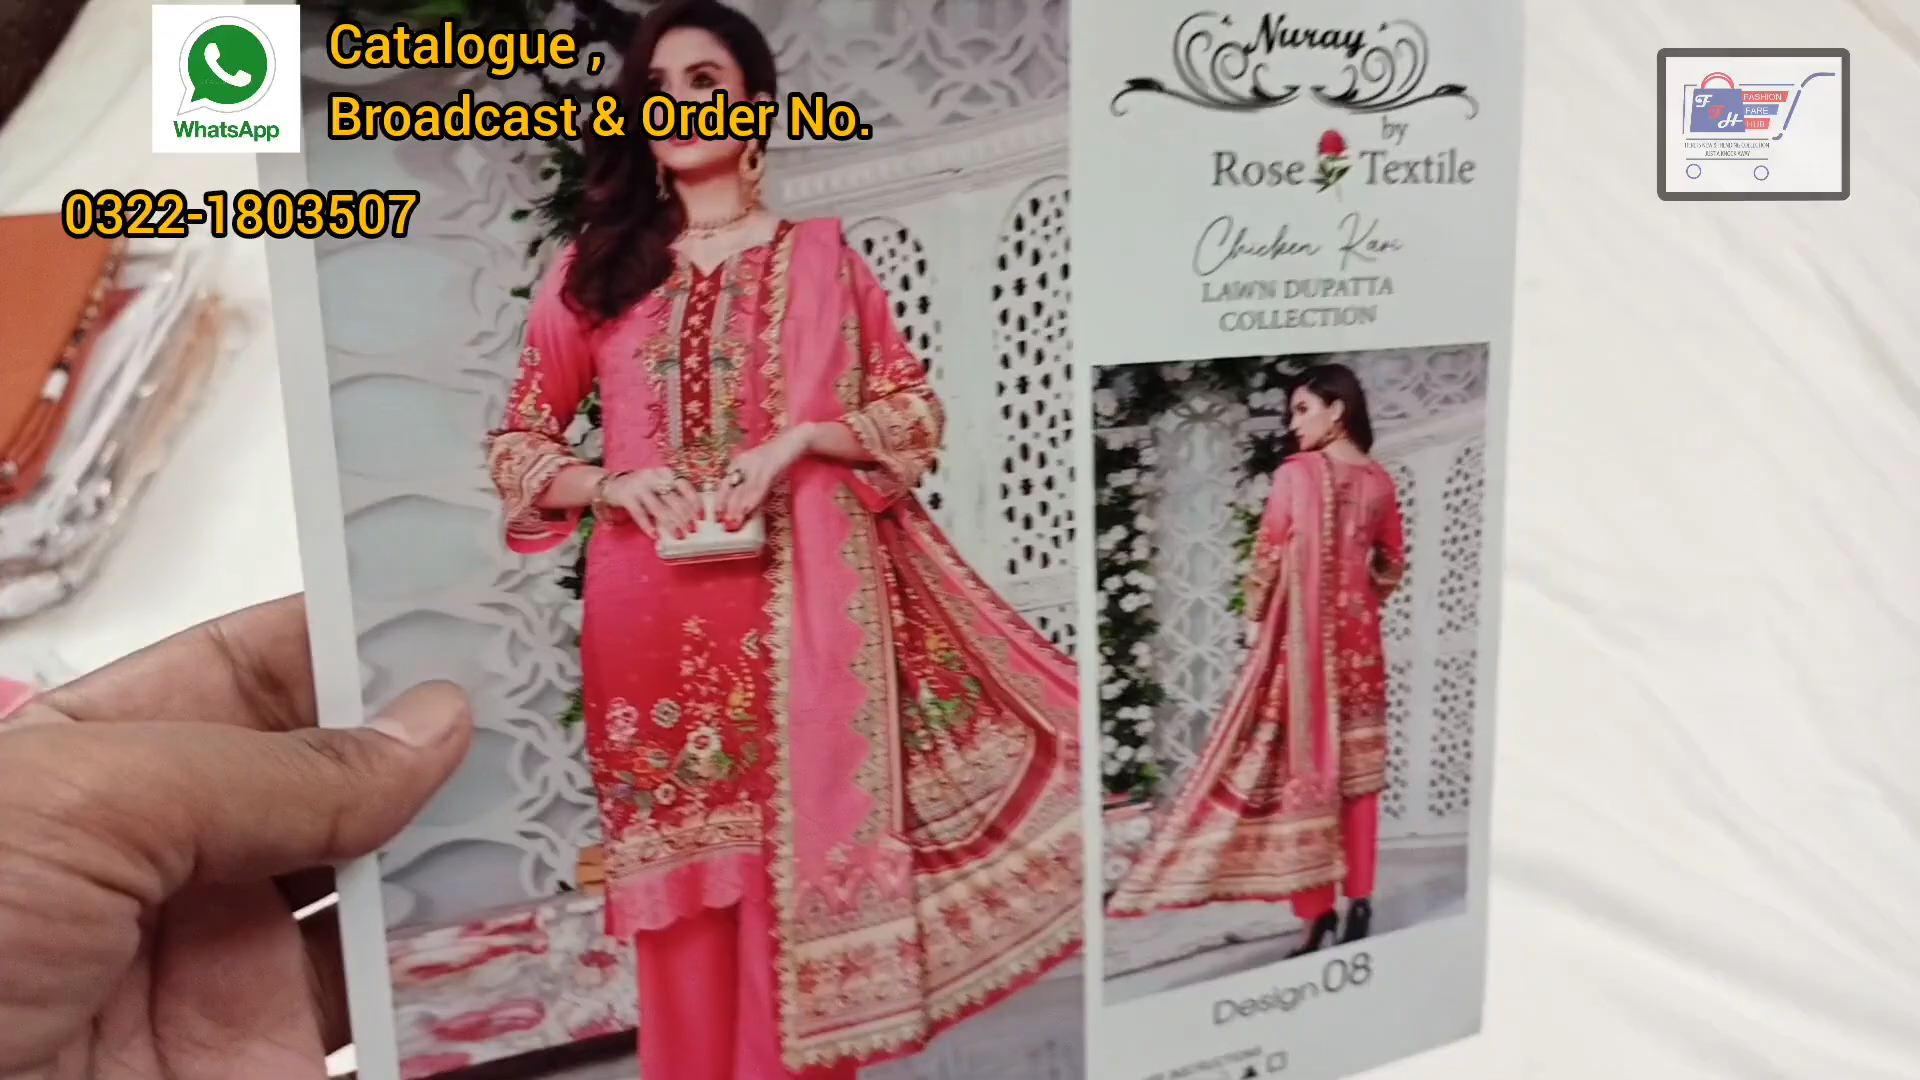 Catalogue ,
Broadcast & Order No.
WhatsApp
0322-1803507
'Nuray'
by
Rose Textile
Chicken Kari
LAWN DUPATTA
COLLECTION
Design 08
FASHION
FARE
HUB
F
FH